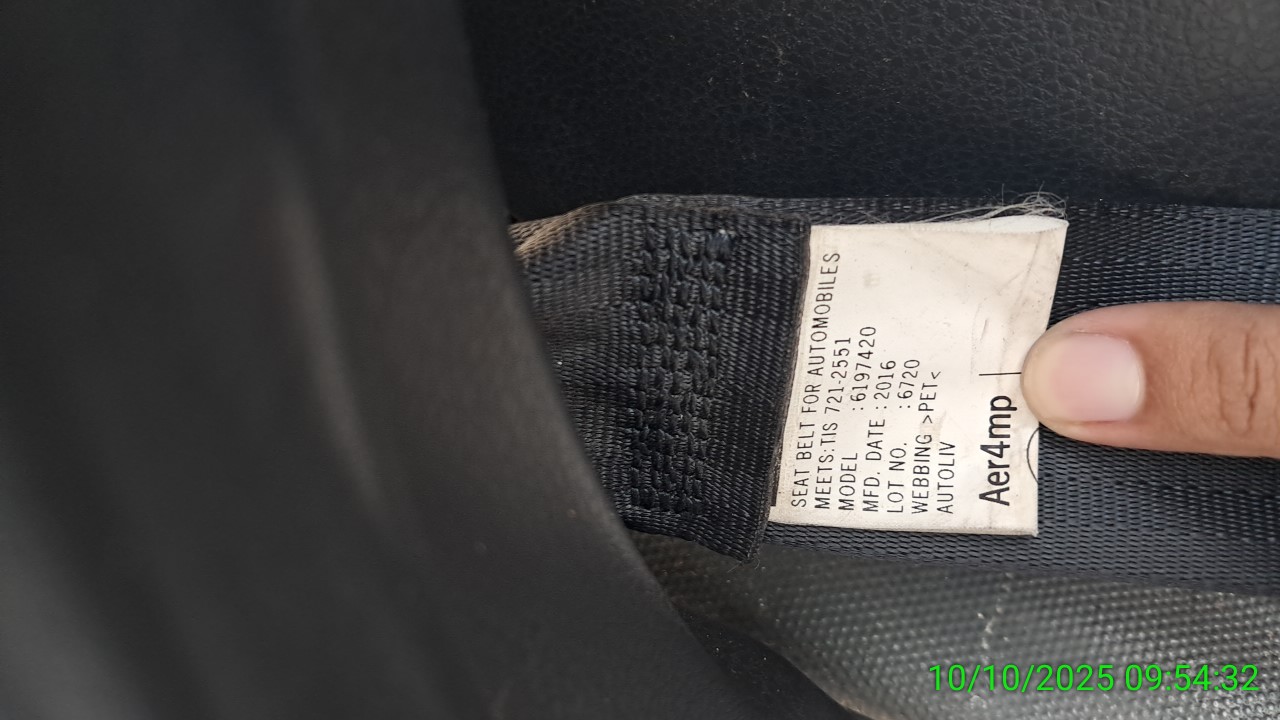 SEAT BELT FOR AUTOMOBILES
MEETS:TIS 721-2551
MODEL : 6197420
MFD. DATE : 2016
LOT NO. : 6720
WEBBING >PET<
AUTOLIV
Aer4mp
10/10/2025 09:54:32